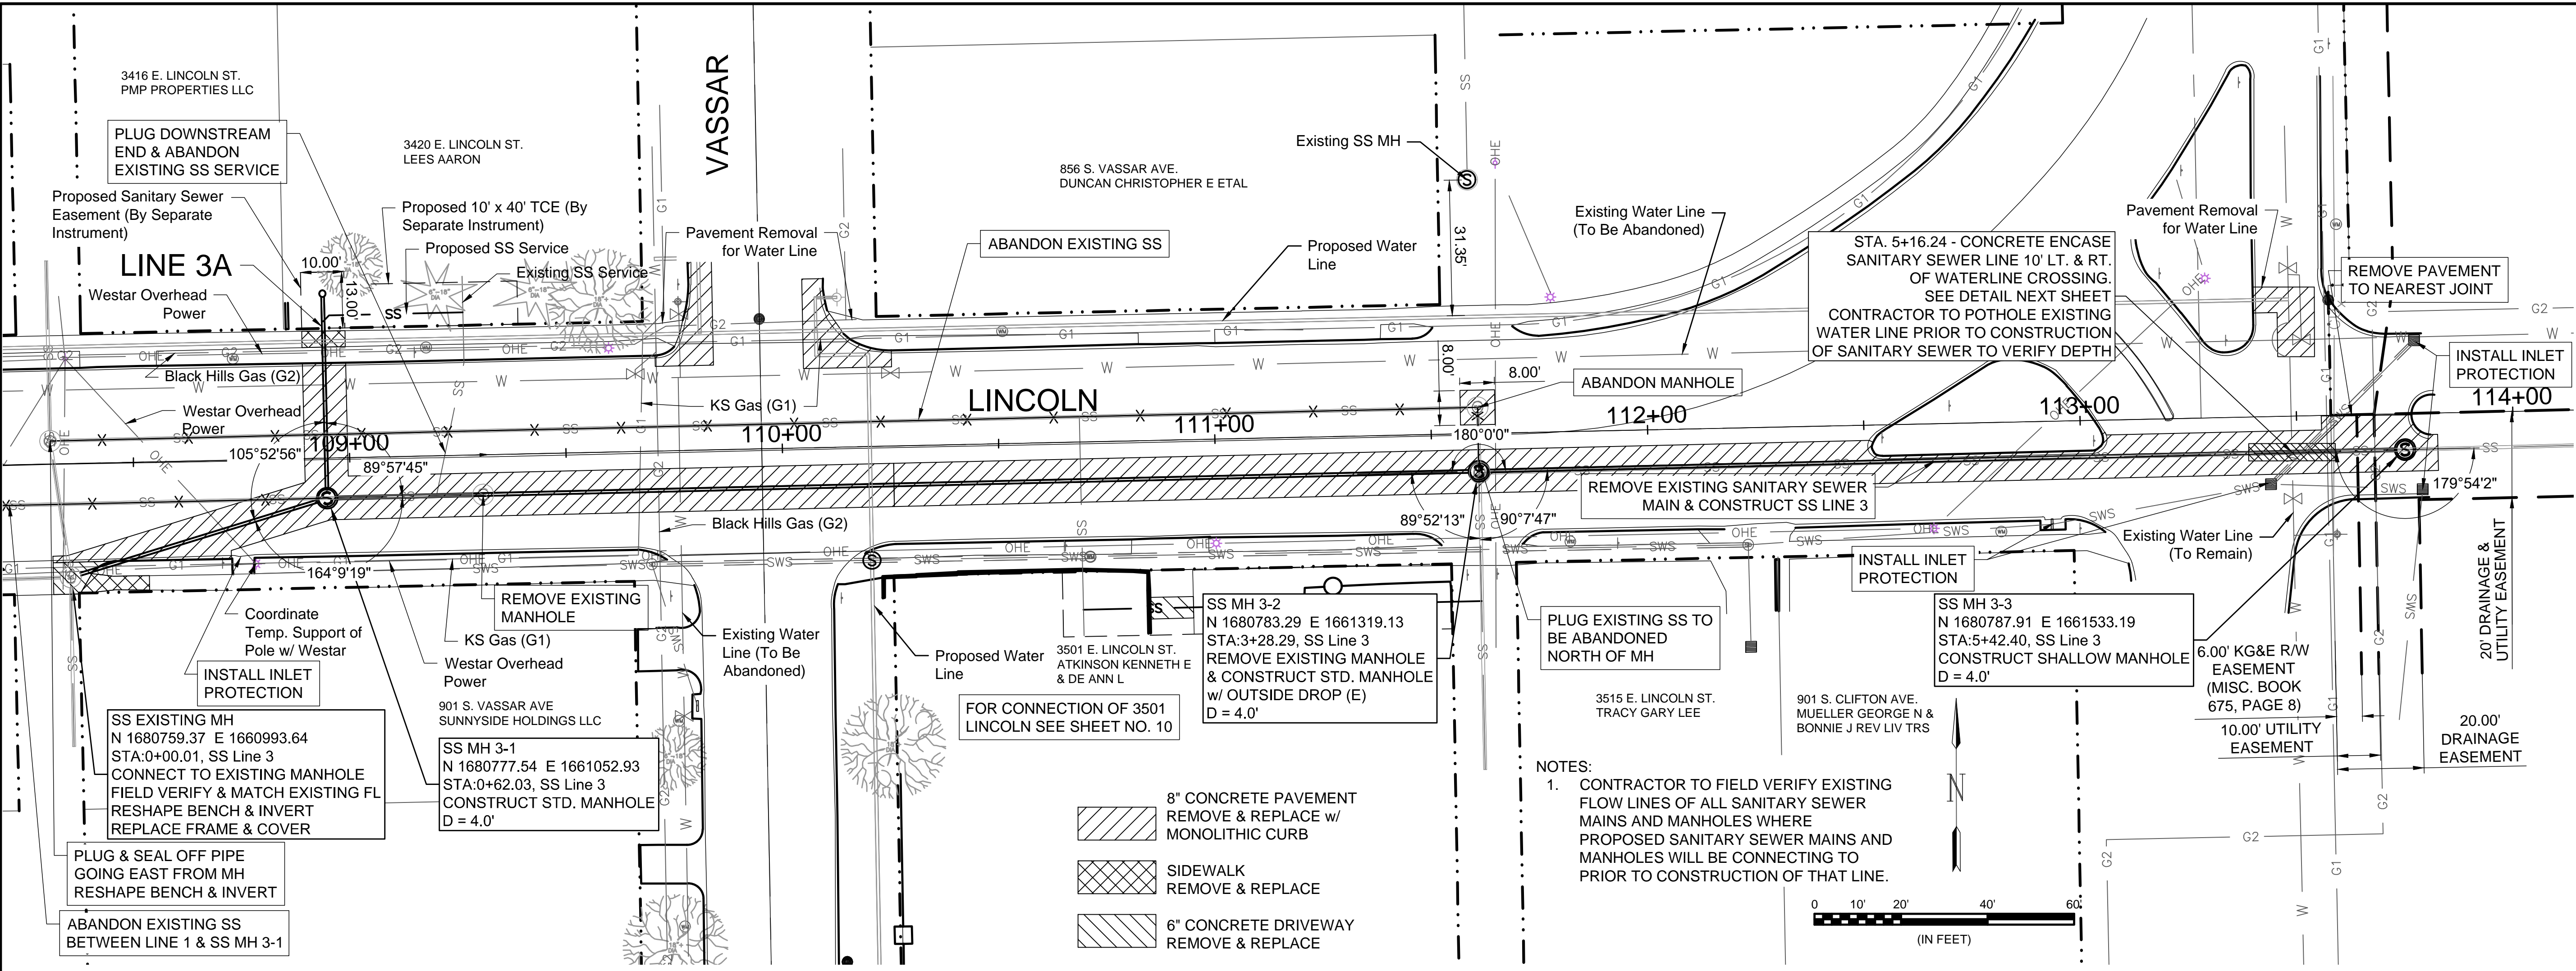 3416 E. LINCOLN ST.
PMP PROPERTIES LLC
PLUG DOWNSTREAM
END & ABANDON
EXISTING SS SERVICE
3420 E. LINCOLN ST.
LEES AARON
VASSAR
856 S. VASSAR AVE.
DUNCAN CHRISTOPHER E ETAL
Existing SS MH
31.35'
Proposed Sanitary Sewer
Easement (By Separate
Instrument)
Proposed 10' x 40' TCE (By
Separate Instrument)
Proposed SS Service
Existing SS Service
LINE 3A
10.00'
13.00'
SS
Westar Overhead
Power
Pavement Removal
for Water Line
ABANDON EXISTING SS
Proposed Water
Line
Existing Water Line
(To Be Abandoned)
STA. 5+16.24 - CONCRETE ENCASE
SANITARY SEWER LINE 10' LT. & RT.
OF WATERLINE CROSSING.
SEE DETAIL NEXT SHEET
CONTRACTOR TO POTHOLE EXISTING
WATER LINE PRIOR TO CONSTRUCTION
OF SANITARY SEWER TO VERIFY DEPTH
Pavement Removal
for Water Line
REMOVE PAVEMENT
TO NEAREST JOINT
INSTALL INLET
PROTECTION
Black Hills Gas (G2)
Westar Overhead
Power
KS Gas (G1)
LINCOLN
8.00'
8.00'
ABANDON MANHOLE
109+00
110+00
111+00
112+00
113+00
114+00
105°52'56"
89°57'45"
180°0'0"
89°52'13"
90°7'47"
179°54'2"
164°9'19"
REMOVE EXISTING SANITARY SEWER
MAIN & CONSTRUCT SS LINE 3
Black Hills Gas (G2)
Existing Water Line
(To Remain)
INSTALL INLET
PROTECTION
20' DRAINAGE &
UTILITY EASEMENT
Coordinate
Temp. Support of
Pole w/ Westar
REMOVE EXISTING
MANHOLE
KS Gas (G1)
Westar Overhead
Power
INSTALL INLET
PROTECTION
Existing Water
Line (To Be
Abandoned)
Proposed Water
Line
SS
3501 E. LINCOLN ST.
ATKINSON KENNETH E
& DE ANN L
FOR CONNECTION OF 3501
LINCOLN SEE SHEET NO. 10
SS MH 3-2
N 1680783.29 E 1661319.13
STA:3+28.29, SS Line 3
REMOVE EXISTING MANHOLE
& CONSTRUCT STD. MANHOLE
w/ OUTSIDE DROP (E)
D = 4.0'
PLUG EXISTING SS TO
BE ABANDONED
NORTH OF MH
3515 E. LINCOLN ST.
TRACY GARY LEE
901 S. CLIFTON AVE.
MUELLER GEORGE N &
BONNIE J REV LIV TRS
SS MH 3-3
N 1680787.91 E 1661533.19
STA:5+42.40, SS Line 3
CONSTRUCT SHALLOW MANHOLE
D = 4.0'
6.00' KG&E R/W
EASEMENT
(MISC. BOOK
675, PAGE 8)
10.00' UTILITY
EASEMENT
20.00'
DRAINAGE
EASEMENT
901 S. VASSAR AVE
SUNNYSIDE HOLDINGS LLC
SS EXISTING MH
N 1680759.37 E 1660993.64
STA:0+00.01, SS Line 3
CONNECT TO EXISTING MANHOLE
FIELD VERIFY & MATCH EXISTING FL
RESHAPE BENCH & INVERT
REPLACE FRAME & COVER
SS MH 3-1
N 1680777.54 E 1661052.93
STA:0+62.03, SS Line 3
CONSTRUCT STD. MANHOLE
D = 4.0'
PLUG & SEAL OFF PIPE
GOING EAST FROM MH
RESHAPE BENCH & INVERT
ABANDON EXISTING SS
BETWEEN LINE 1 & SS MH 3-1
8" CONCRETE PAVEMENT
REMOVE & REPLACE w/
MONOLITHIC CURB
SIDEWALK
REMOVE & REPLACE
6" CONCRETE DRIVEWAY
REMOVE & REPLACE
NOTES:
1. CONTRACTOR TO FIELD VERIFY EXISTING
FLOW LINES OF ALL SANITARY SEWER
MAINS AND MANHOLES WHERE
PROPOSED SANITARY SEWER MAINS AND
MANHOLES WILL BE CONNECTING TO
PRIOR TO CONSTRUCTION OF THAT LINE.
N
0 10' 20' 40' 60'
(IN FEET)